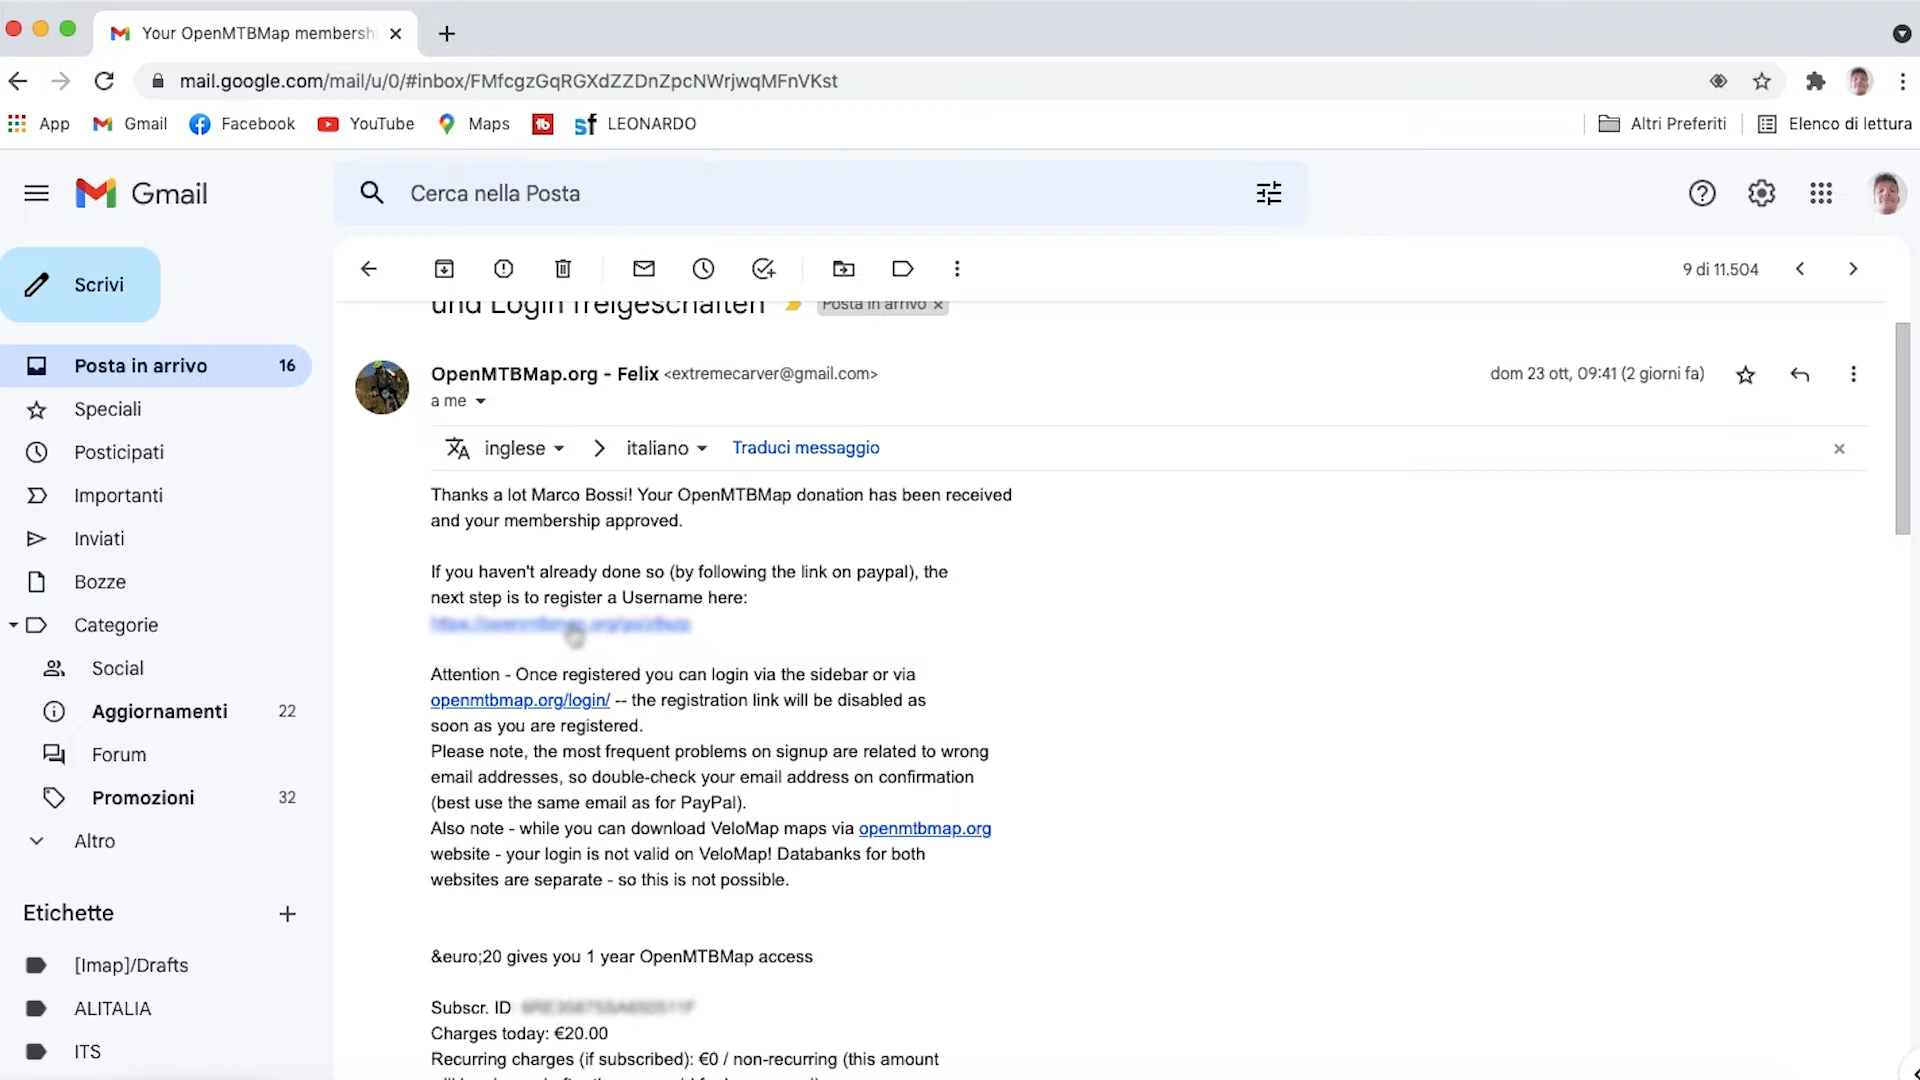 Your OpenMTBMap membersh
mail.google.com/mail/u/0/#inbox/FMfcgzGqRGXdZZDnZpcNWrjwqMFnVKst
App Gmail Facebook YouTube Maps LEONARDO Altri Preferiti Elenco di lettura
Gmail
Cerca nella Posta
Scrivi
9 di 11.504
und Login freigeschalten Posta in arrivo
Posta in arrivo 16
Speciali
Posticipati
Importanti
Inviati
Bozze
Categorie
Social
Aggiornamenti 22
Forum
Promozioni 32
Altro
Etichette
[Imap]/Drafts
ALITALIA
ITS
OpenMTBMap.org - Felix <extremecarver@gmail.com>
dom 23 ott, 09:41 (2 giorni fa)
a me
inglese italiano Traduci messaggio
Thanks a lot Marco Bossi! Your OpenMTBMap donation has been received
and your membership approved.
If you haven't already done so (by following the link on paypal), the
next step is to register a Username here:
Attention - Once registered you can login via the sidebar or via
openmtbmap.org/login/ -- the registration link will be disabled as
soon as you are registered.
Please note, the most frequent problems on signup are related to wrong
email addresses, so double-check your email address on confirmation
(best use the same email as for PayPal).
Also note - while you can download VeloMap maps via openmtbmap.org
website - your login is not valid on VeloMap! Databanks for both
websites are separate - so this is not possible.
&euro;20 gives you 1 year OpenMTBMap access
Subscr. ID
Charges today: €20.00
Recurring charges (if subscribed): €0 / non-recurring (this amount